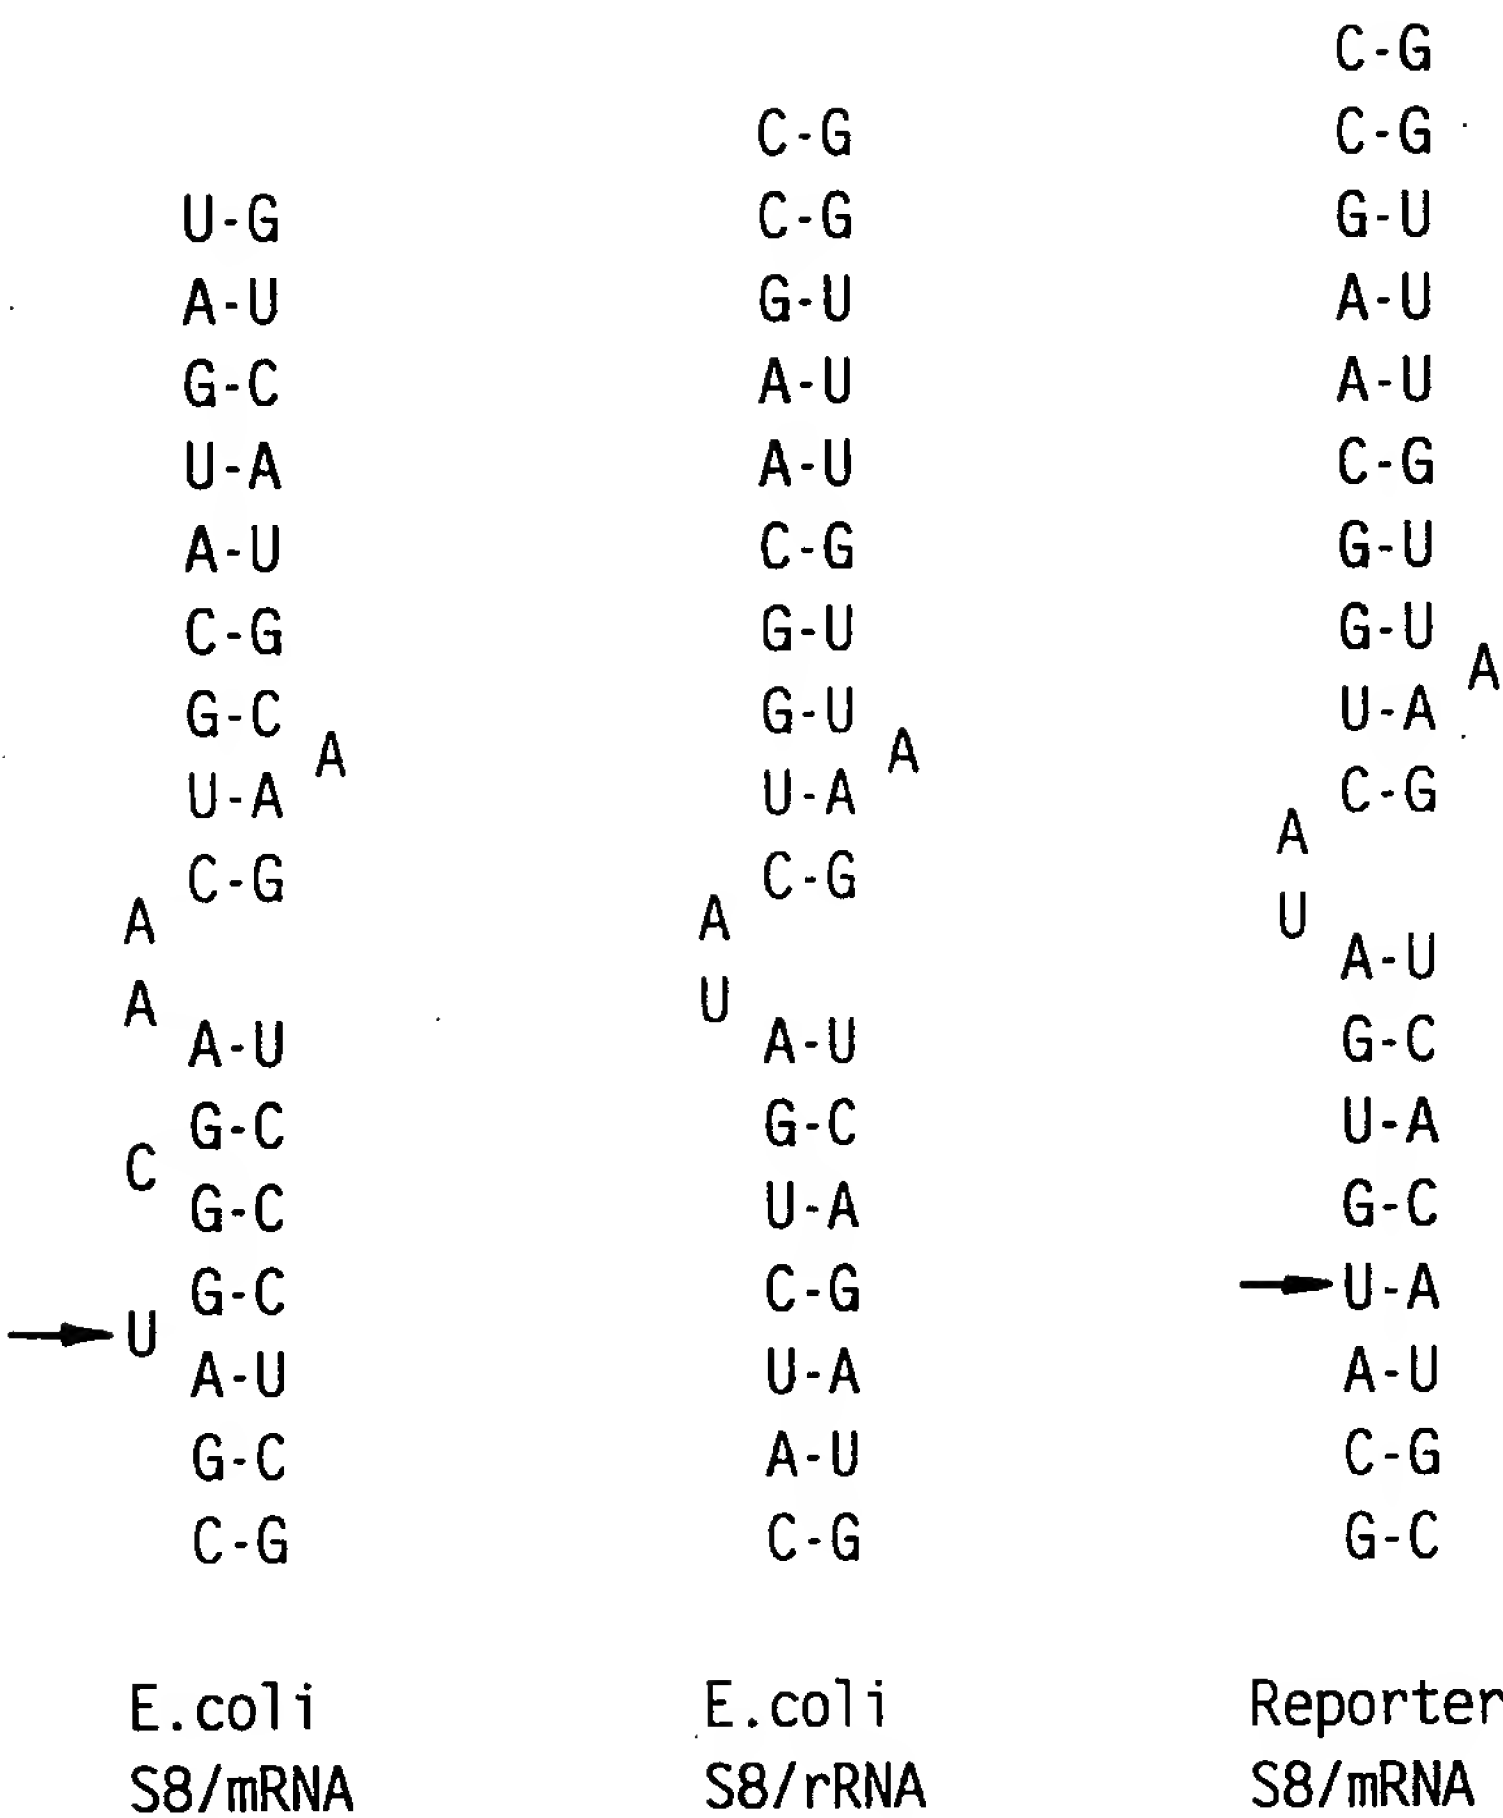 U-G
A-U
G-C
U-A
A-U
C-G
G-C
A
U-A
C-G
A
A
A-U
G-C
C
G-C
G-C
U
A-U
G-C
C-G
E.coli
S8/mRNA
C-G
C-G
G-U
A-U
A-U
C-G
G-U
G-U
A
U-A
C-G
A
U
A-U
G-C
U-A
C-G
U-A
A-U
C-G
E.coli
S8/rRNA
C-G
C-G
G-U
A-U
A-U
C-G
G-U
G-U
A
U-A
C-G
A
U
A-U
G-C
U-A
G-C
U-A
A-U
C-G
G-C
Reporter
S8/mRNA